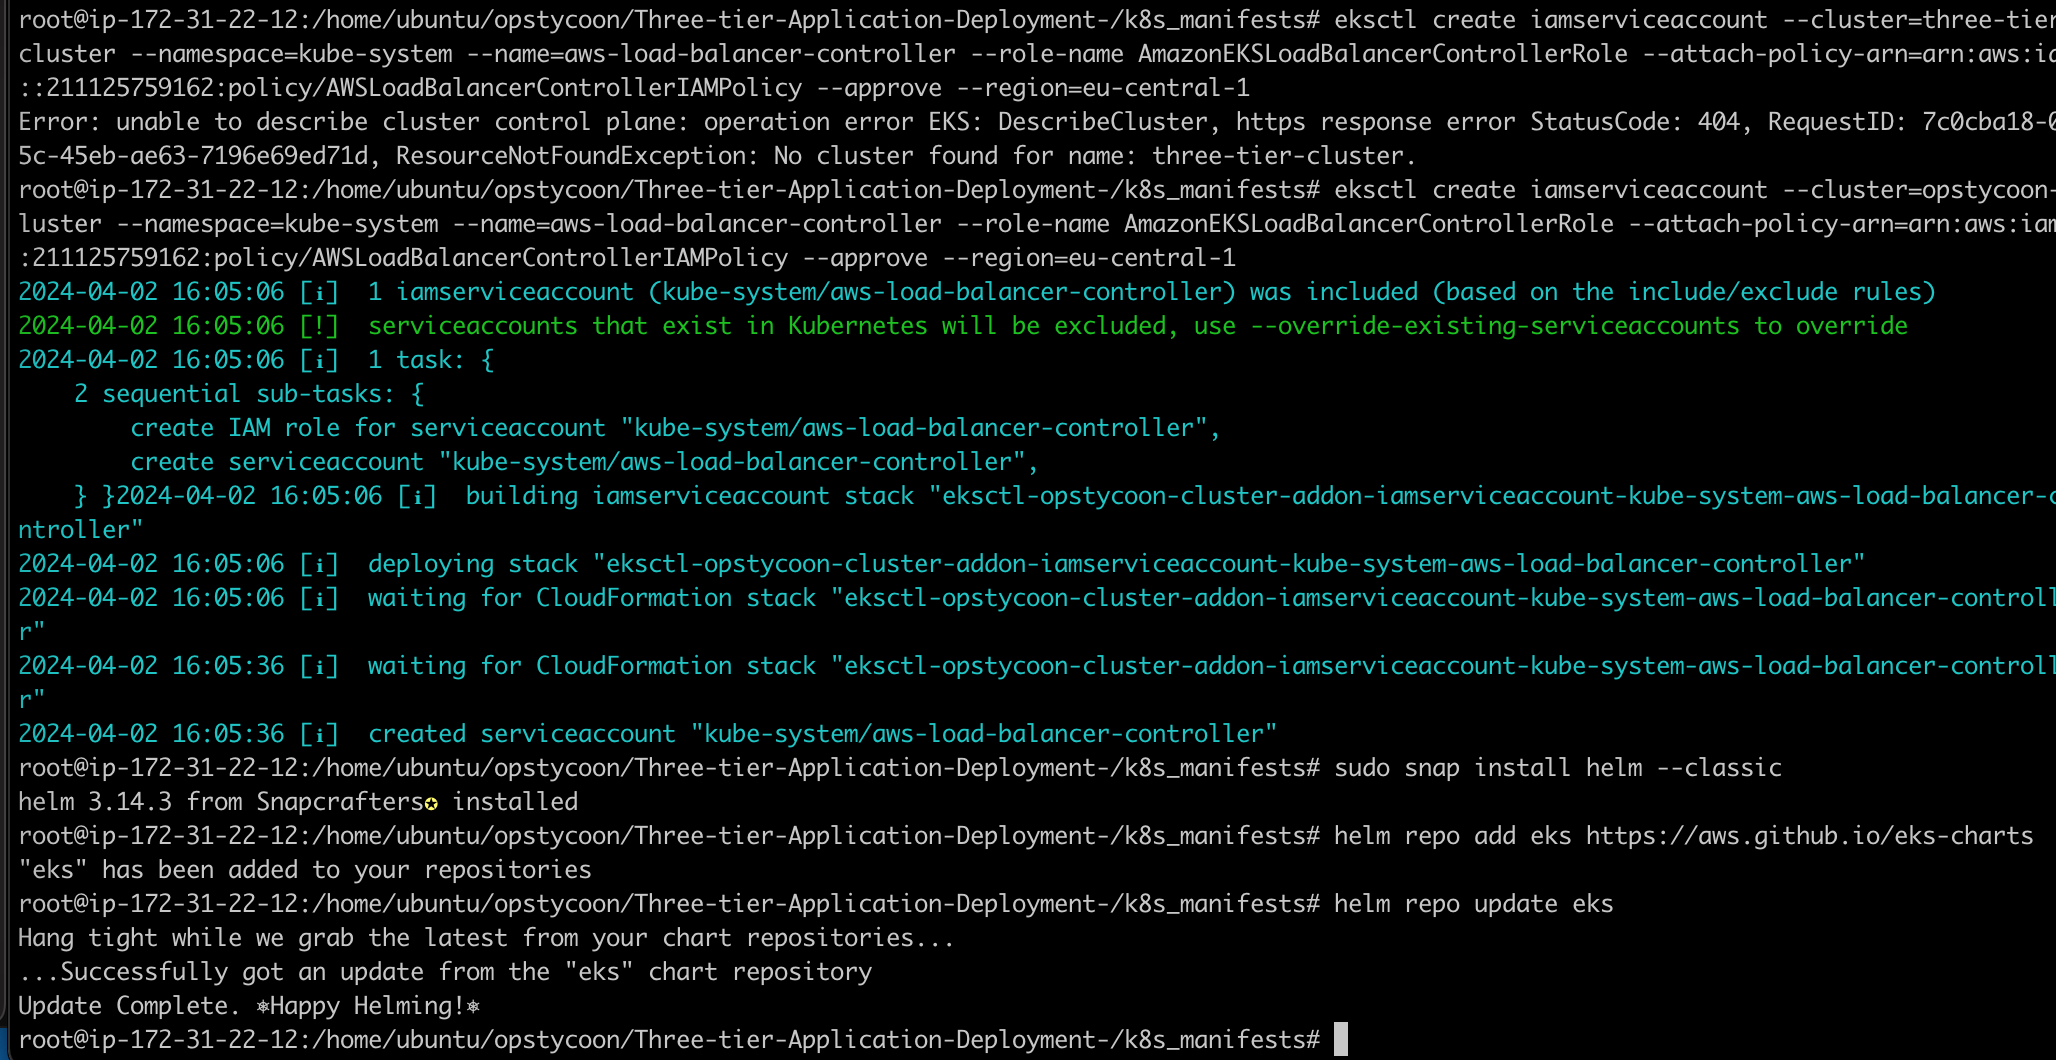 root@ip-172-31-22-12:/home/ubuntu/opstycoon/Three-tier-Application-Deployment-/k8s_manifests# eksctl create iamserviceaccount --cluster=three-tier
cluster --namespace=kube-system --name=aws-load-balancer-controller --role-name AmazonEKSLoadBalancerControllerRole --attach-policy-arn=arn:aws:ia
::211125759162:policy/AWSLoadBalancerControllerIAMPolicy --approve --region=eu-central-1
Error: unable to describe cluster control plane: operation error EKS: DescribeCluster, https response error StatusCode: 404, RequestID: 7c0cba18-0
5c-45eb-ae63-7196e69ed71d, ResourceNotFoundException: No cluster found for name: three-tier-cluster.
root@ip-172-31-22-12:/home/ubuntu/opstycoon/Three-tier-Application-Deployment-/k8s_manifests# eksctl create iamserviceaccount --cluster=opstycoon-
luster --namespace=kube-system --name=aws-load-balancer-controller --role-name AmazonEKSLoadBalancerControllerRole --attach-policy-arn=arn:aws:iam
:211125759162:policy/AWSLoadBalancerControllerIAMPolicy --approve --region=eu-central-1
2024-04-02 16:05:06 [ℹ]  1 iamserviceaccount (kube-system/aws-load-balancer-controller) was included (based on the include/exclude rules)
2024-04-02 16:05:06 [!]  serviceaccounts that exist in Kubernetes will be excluded, use --override-existing-serviceaccounts to override
2024-04-02 16:05:06 [ℹ]  1 task: {
    2 sequential sub-tasks: {
        create IAM role for serviceaccount "kube-system/aws-load-balancer-controller",
        create serviceaccount "kube-system/aws-load-balancer-controller",
    } }2024-04-02 16:05:06 [ℹ]  building iamserviceaccount stack "eksctl-opstycoon-cluster-addon-iamserviceaccount-kube-system-aws-load-balancer-c
ntroller"
2024-04-02 16:05:06 [ℹ]  deploying stack "eksctl-opstycoon-cluster-addon-iamserviceaccount-kube-system-aws-load-balancer-controller"
2024-04-02 16:05:06 [ℹ]  waiting for CloudFormation stack "eksctl-opstycoon-cluster-addon-iamserviceaccount-kube-system-aws-load-balancer-controll
r"
2024-04-02 16:05:36 [ℹ]  waiting for CloudFormation stack "eksctl-opstycoon-cluster-addon-iamserviceaccount-kube-system-aws-load-balancer-controll
r"
2024-04-02 16:05:36 [ℹ]  created serviceaccount "kube-system/aws-load-balancer-controller"
root@ip-172-31-22-12:/home/ubuntu/opstycoon/Three-tier-Application-Deployment-/k8s_manifests# sudo snap install helm --classic
helm 3.14.3 from Snapcrafters✪ installed
root@ip-172-31-22-12:/home/ubuntu/opstycoon/Three-tier-Application-Deployment-/k8s_manifests# helm repo add eks https://aws.github.io/eks-charts
"eks" has been added to your repositories
root@ip-172-31-22-12:/home/ubuntu/opstycoon/Three-tier-Application-Deployment-/k8s_manifests# helm repo update eks
Hang tight while we grab the latest from your chart repositories...
...Successfully got an update from the "eks" chart repository
Update Complete. ⎈Happy Helming!⎈
root@ip-172-31-22-12:/home/ubuntu/opstycoon/Three-tier-Application-Deployment-/k8s_manifests#